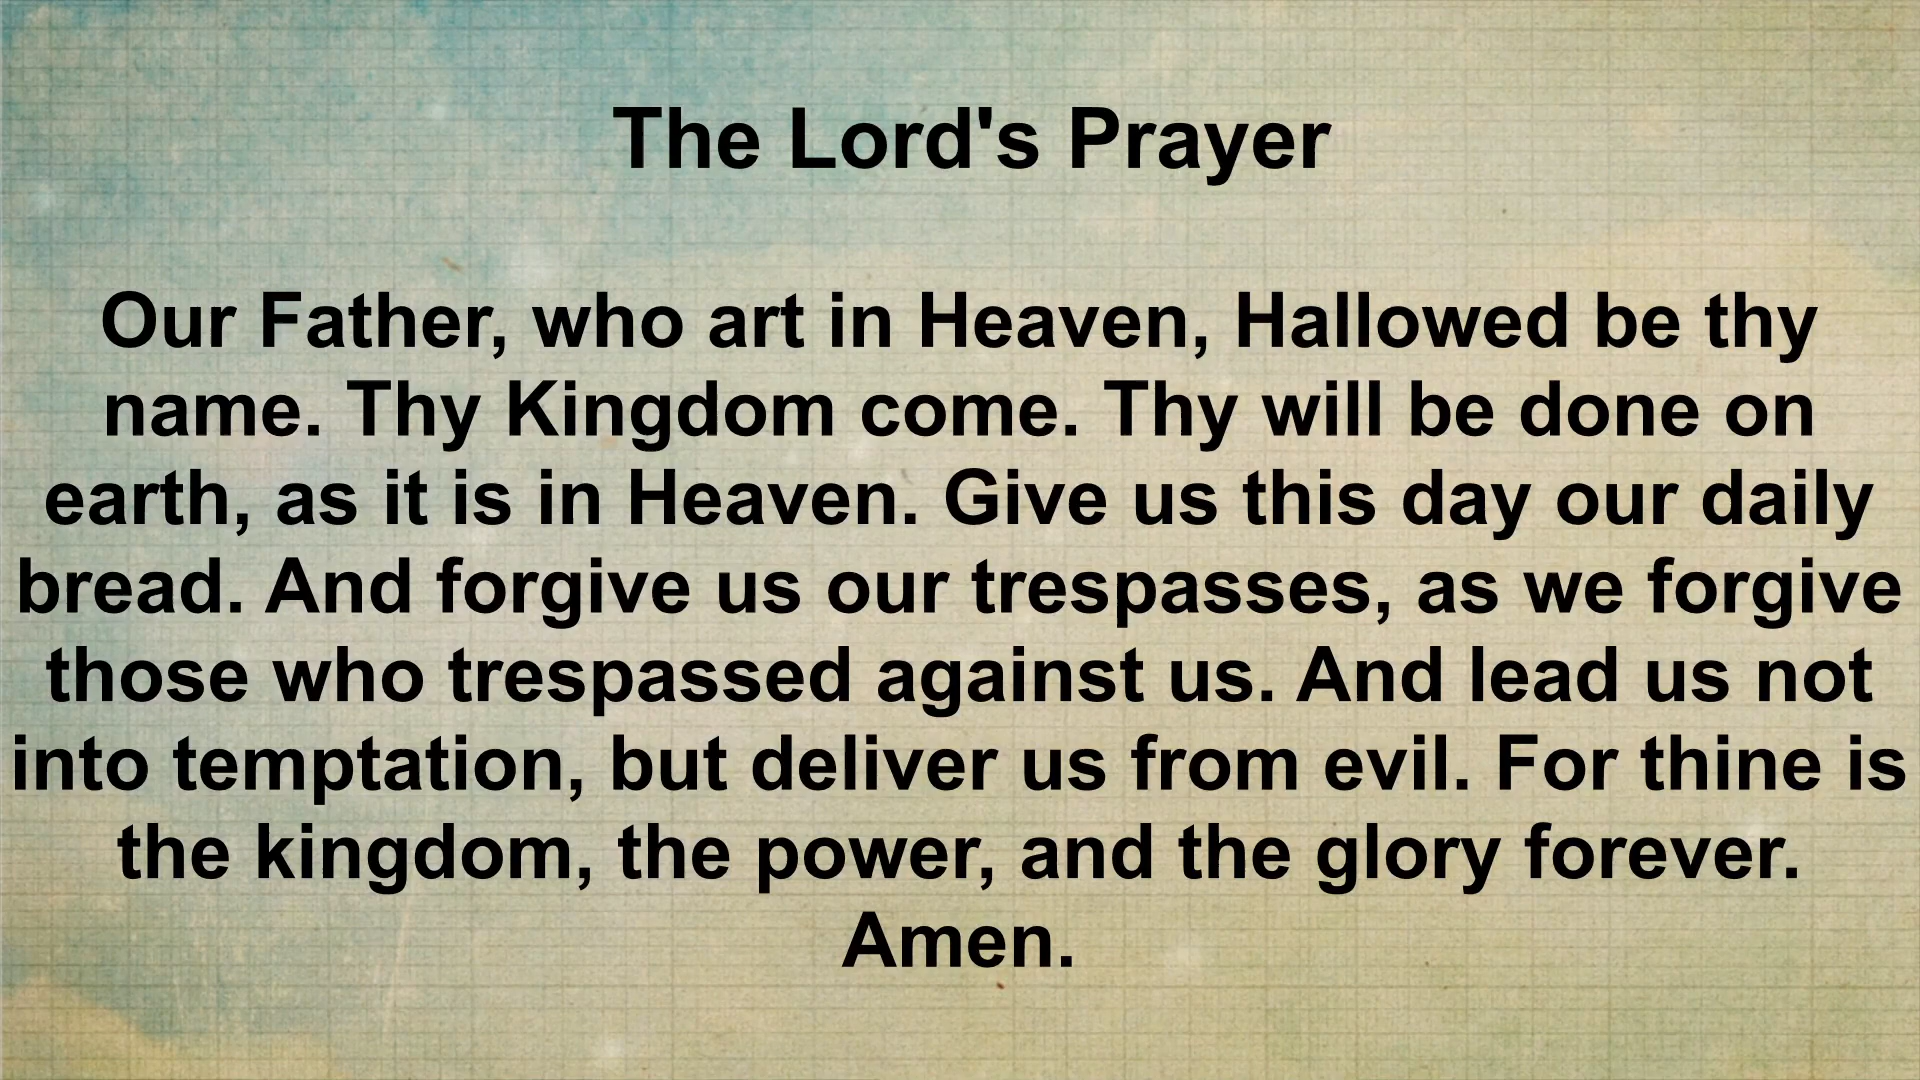 The Lord's Prayer
Our Father, who art in Heaven, Hallowed be thy
name. Thy Kingdom come. Thy will be done on
earth, as it is in Heaven. Give us this day our daily
bread. And forgive us our trespasses, as we forgive
those who trespassed against us. And lead us not
into temptation, but deliver us from evil. For thine is
the kingdom, the power, and the glory forever.
Amen.